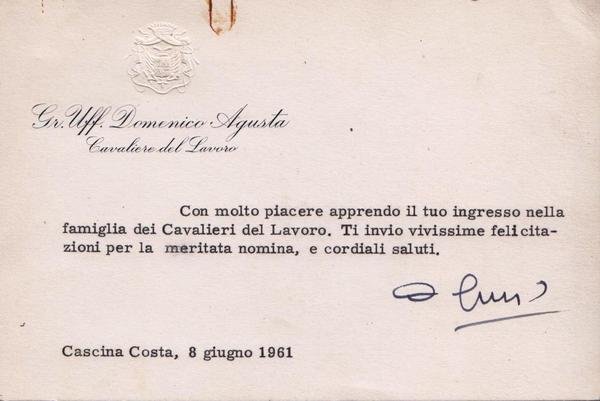 Gr. Uff. Domenico Agusta
Cavaliere del Lavoro
Con molto piacere apprendo il tuo ingresso nella
famiglia dei Cavalieri del Lavoro. Ti invio vivissime felicita-
zioni per la meritata nomina, e cordiali saluti.
Cascina Costa, 8 giugno 1961